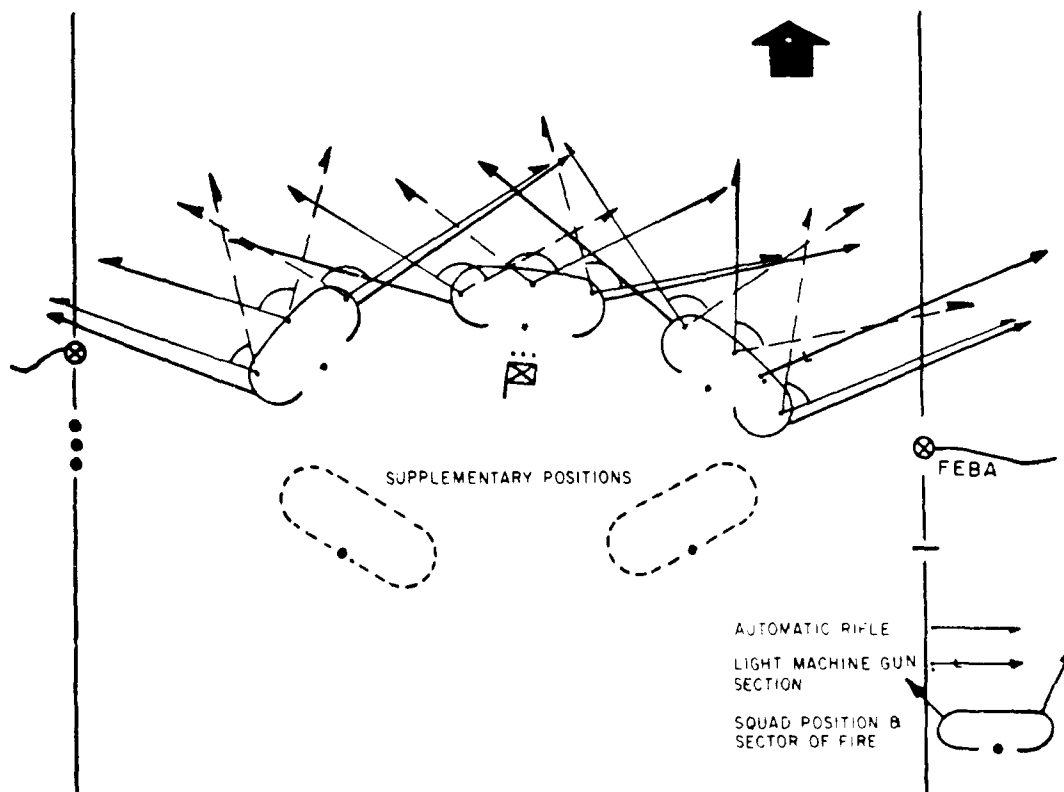 FEBA
SUPPLEMENTARY POSITIONS
AUTOMATIC RIFLE
LIGHT MACHINE GUN
SECTION
SQUAD POSITION &
SECTOR OF FIRE